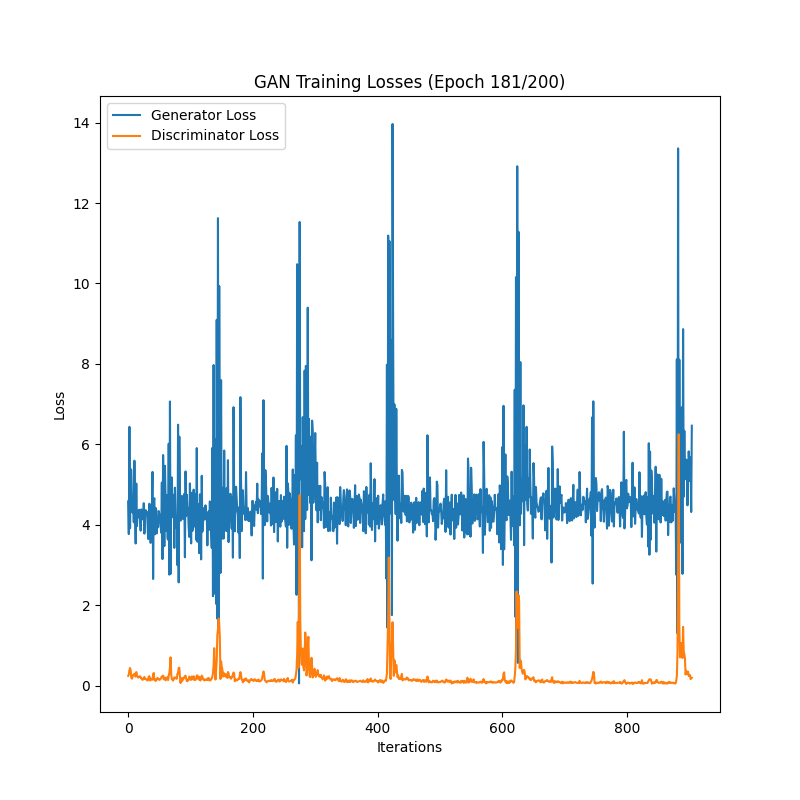 GAN Training Losses (Epoch 181/200)
Generator Loss
Discriminator Loss
Loss
14
12
10
8
6
4
2
0
0 200 400 600 800
Iterations